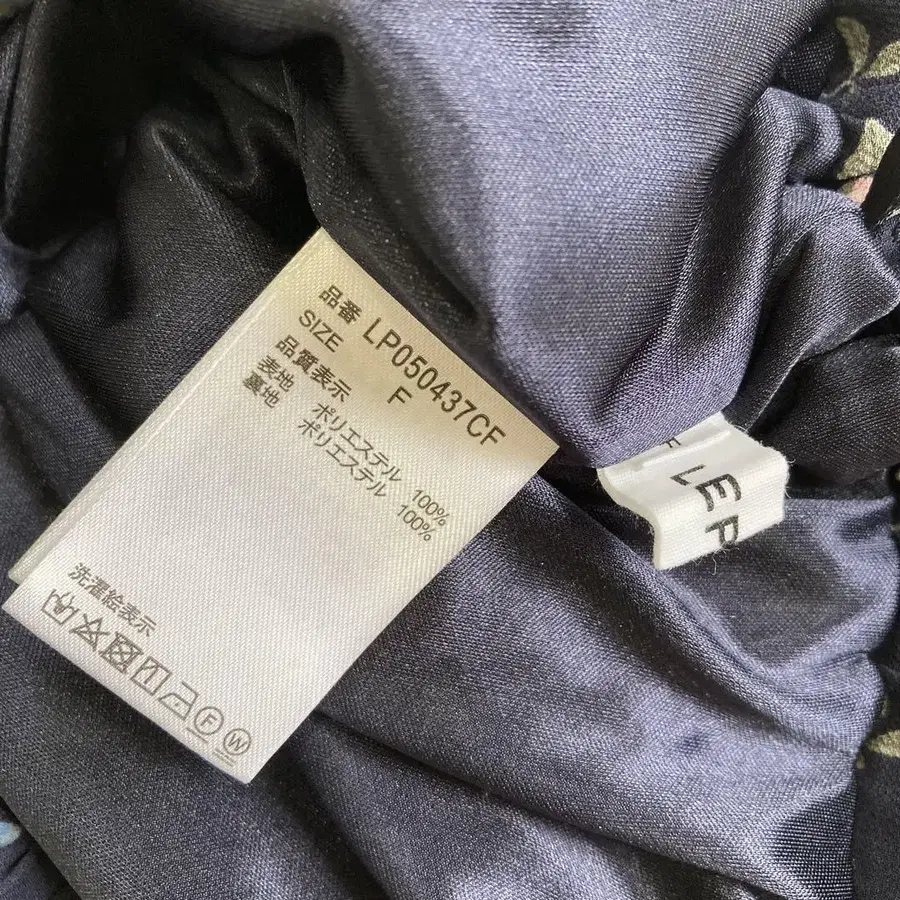 品番 LP050437CF
SIZE F
品質表示
表地 ポリエステル 100%
裏地 ポリエステル 100%
洗濯絵表示
F
W
F
LEP